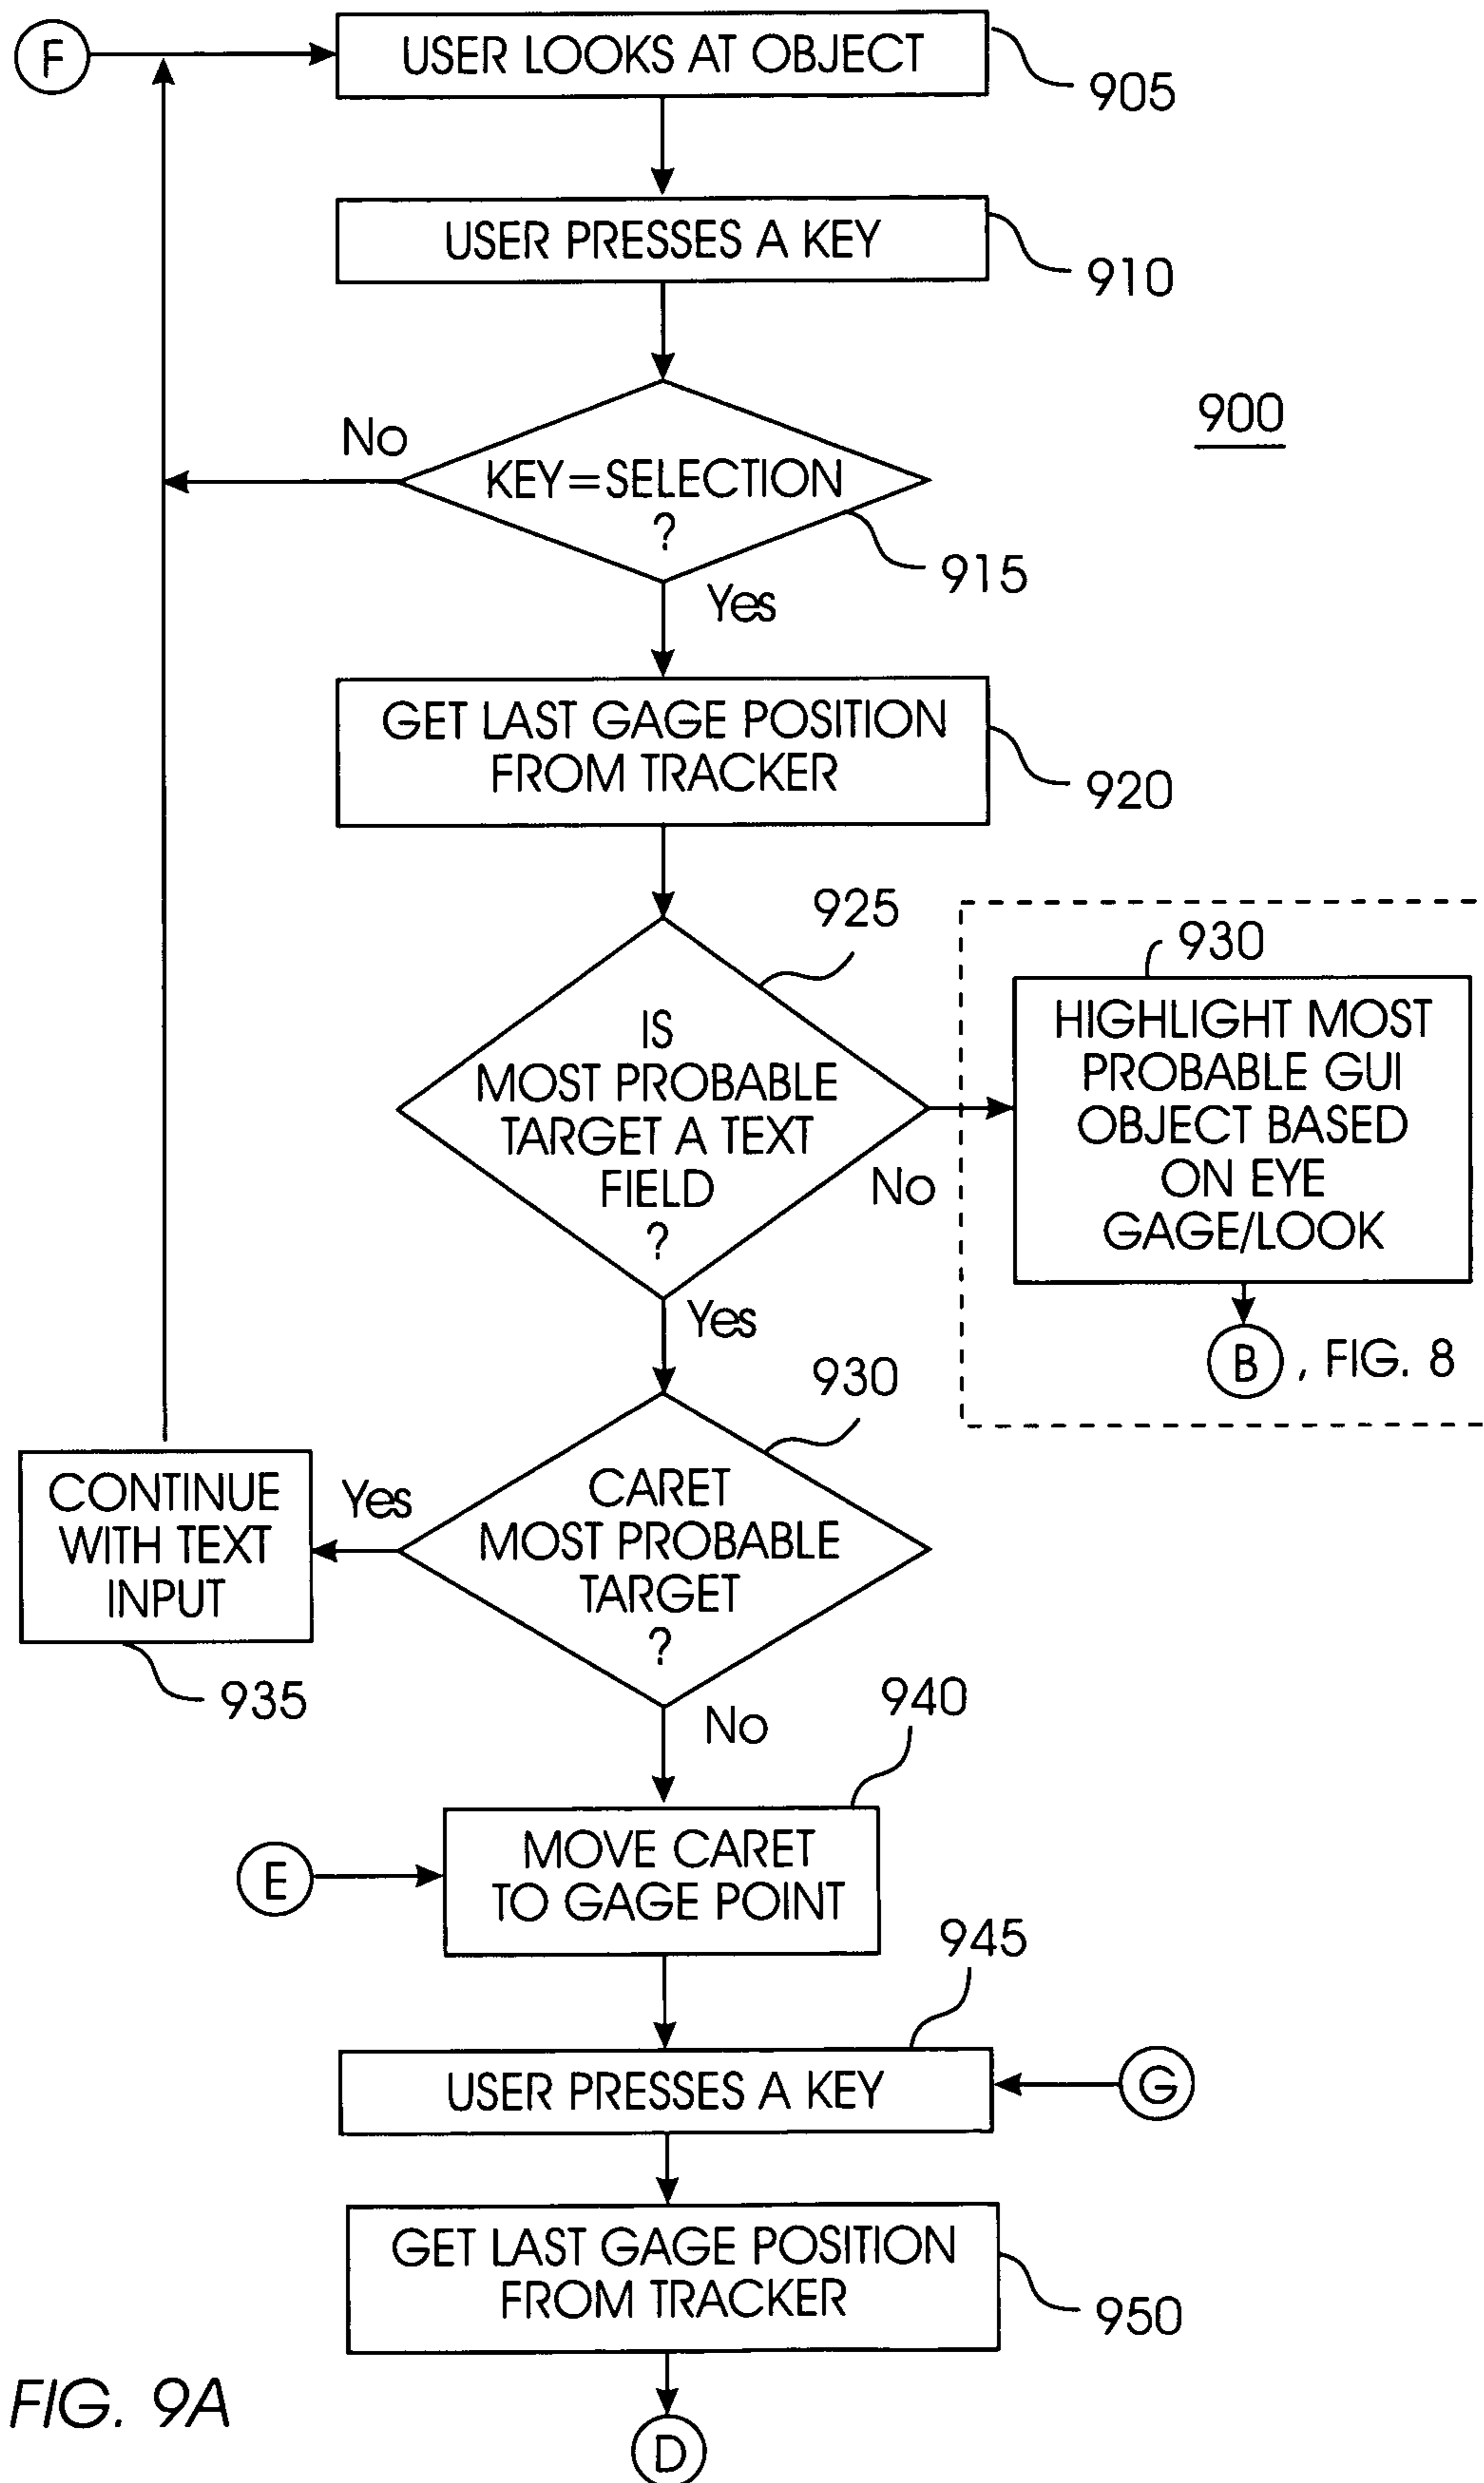 F
USER LOOKS AT OBJECT
905
USER PRESSES A KEY
910
900
No
KEY=SELECTION
?
915
Yes
GET LAST GAGE POSITION
FROM TRACKER
920
925
IS
MOST PROBABLE
TARGET A TEXT
FIELD
?
No
930
HIGHLIGHT MOST
PROBABLE GUI
OBJECT BASED
ON EYE
GAGE/LOOK
B , FIG. 8
Yes
930
CARET
MOST PROBABLE
TARGET
?
Yes
CONTINUE
WITH TEXT
INPUT
935
No
940
E
MOVE CARET
TO GAGE POINT
945
USER PRESSES A KEY
G
GET LAST GAGE POSITION
FROM TRACKER
950
FIG. 9A
D